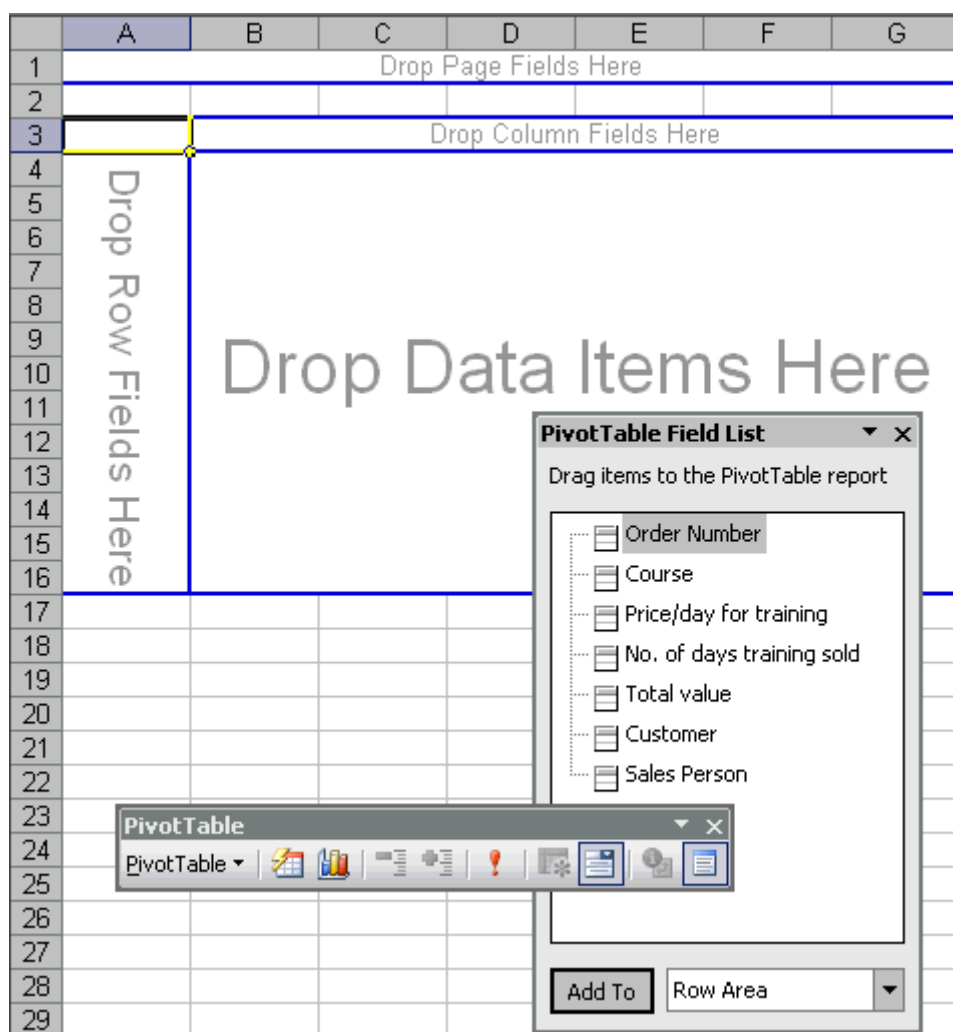 A B C D E F G
1 Drop Page Fields Here
2
3 Drop Column Fields Here
4
5
6
7
8
9
10
11
12
13
14
15
16
17
18
19
20
21
22
23
24
25
26
27
28
29
Drop Row Fields Here
Drop Data Items Here
PivotTable Field List
Drag items to the PivotTable report
Order Number
Course
Price/day for training
No. of days training sold
Total value
Customer
Sales Person
PivotTable
PivotTable
Add To Row Area